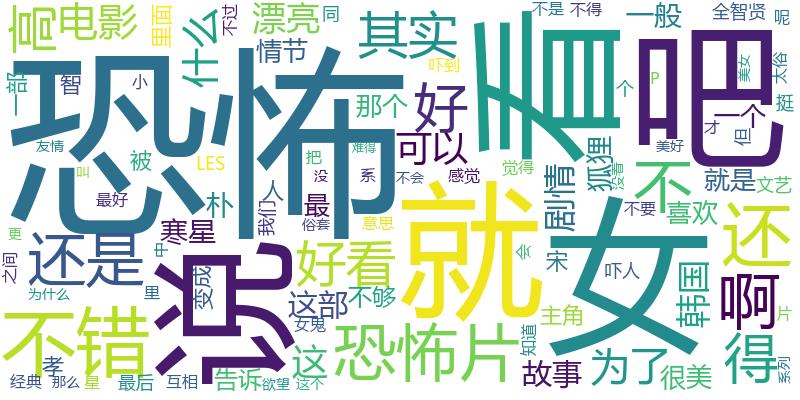 高
电影
里面
漂亮
不过
同
其实
什么
情节
一部
智
小
吓到
那个
好
可以
恐怖
看
吧
不是
不得
一般
全智贤
呢
个
P
美女
太俗
挺
一个
才
但
狐狸
没看
美好
不
就是
文艺
喜欢
觉得
感觉
剧情
友情
叫
被
LES
把
没
难得
系
不会
最好
朴
我们
人
俗套
最
意思
更
还是
寒星
中
之间
说
变成
好看
就
会
宋
女
不要
吓人
韩国
还
啊
为什么
里
这部
不够
女鬼
主角
片
不错
孝
这
恐怖片
知道
故事
为了
很美
得
系列
经典
那么
星
最后
互相
告诉
欲望
这个